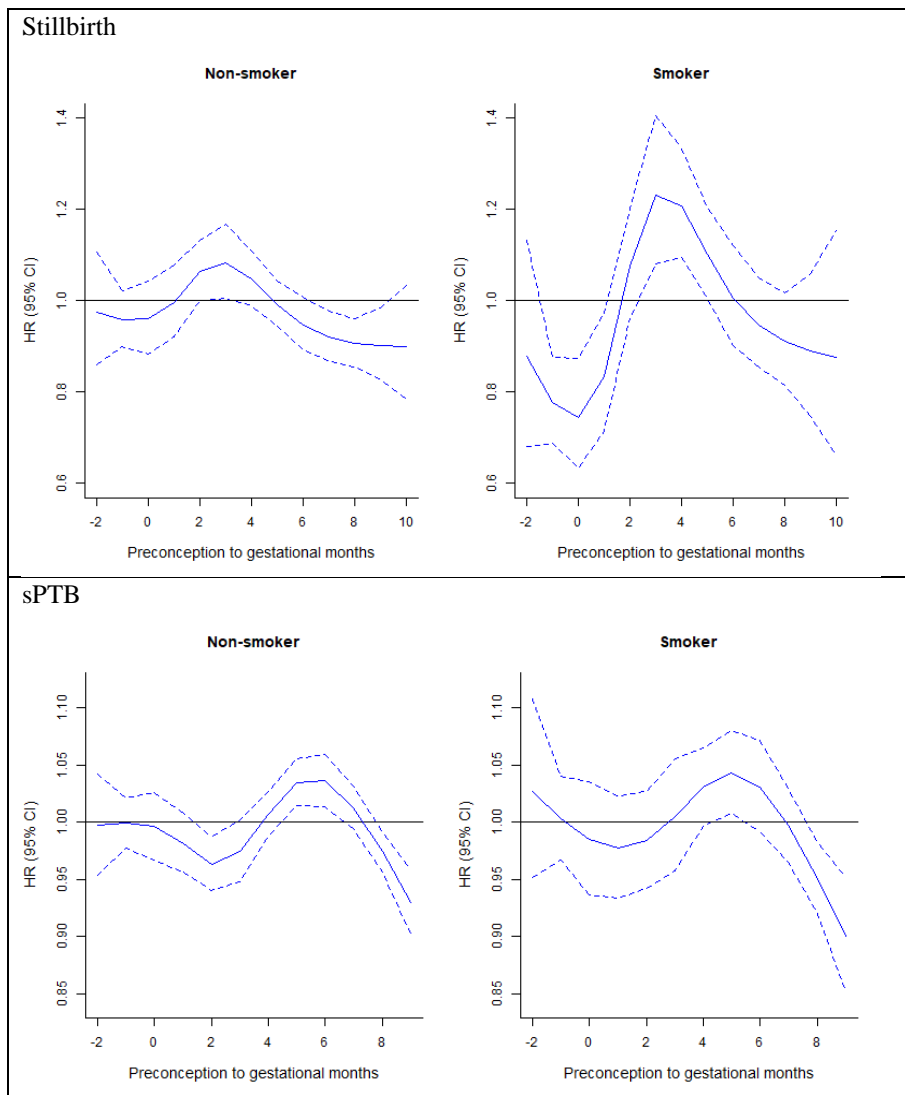 Stillbirth
Non-smoker
Smoker
HR (95% CI)
1.4
1.2
1.0
0.8
0.6
-2 0 2 4 6 8 10
Preconception to gestational months
HR (95% CI)
1.4
1.2
1.0
0.8
0.6
-2 0 2 4 6 8 10
Preconception to gestational months
sPTB
Non-smoker
Smoker
HR (95% CI)
1.10
1.05
1.00
0.95
0.90
0.85
-2 0 2 4 6 8
Preconception to gestational months
HR (95% CI)
1.10
1.05
1.00
0.95
0.90
0.85
-2 0 2 4 6 8
Preconception to gestational months